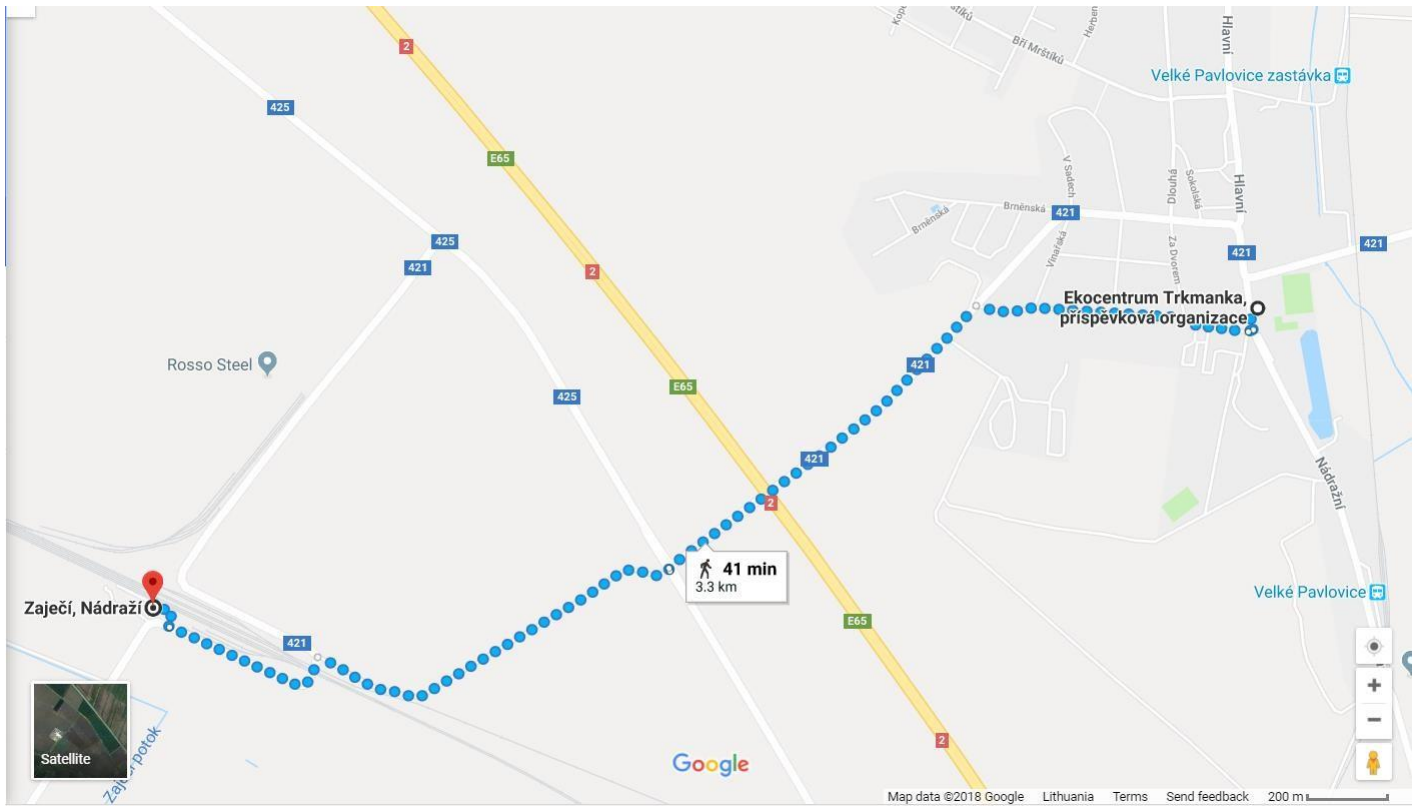 2
425
E65
425
421
2
Rosso Steel
425
E65
421
421
2
41 min
3.3 km
Zaječí, Nádraží
421
E65
2
Satellite
Google
Bří Mrštíků
Hlavní
Velké Pavlovice zastávka
V Sadech
Dlouhá
Sokolská
Hlavní
Brněnská
Brněnská
421
Vinařská
Za Dvorem
421
421
Ekocentrum Trkmanka,
příspěvková organizace
Nádražní
Velké Pavlovice
Map data ©2018 Google Lithuania Terms Send feedback 200 m